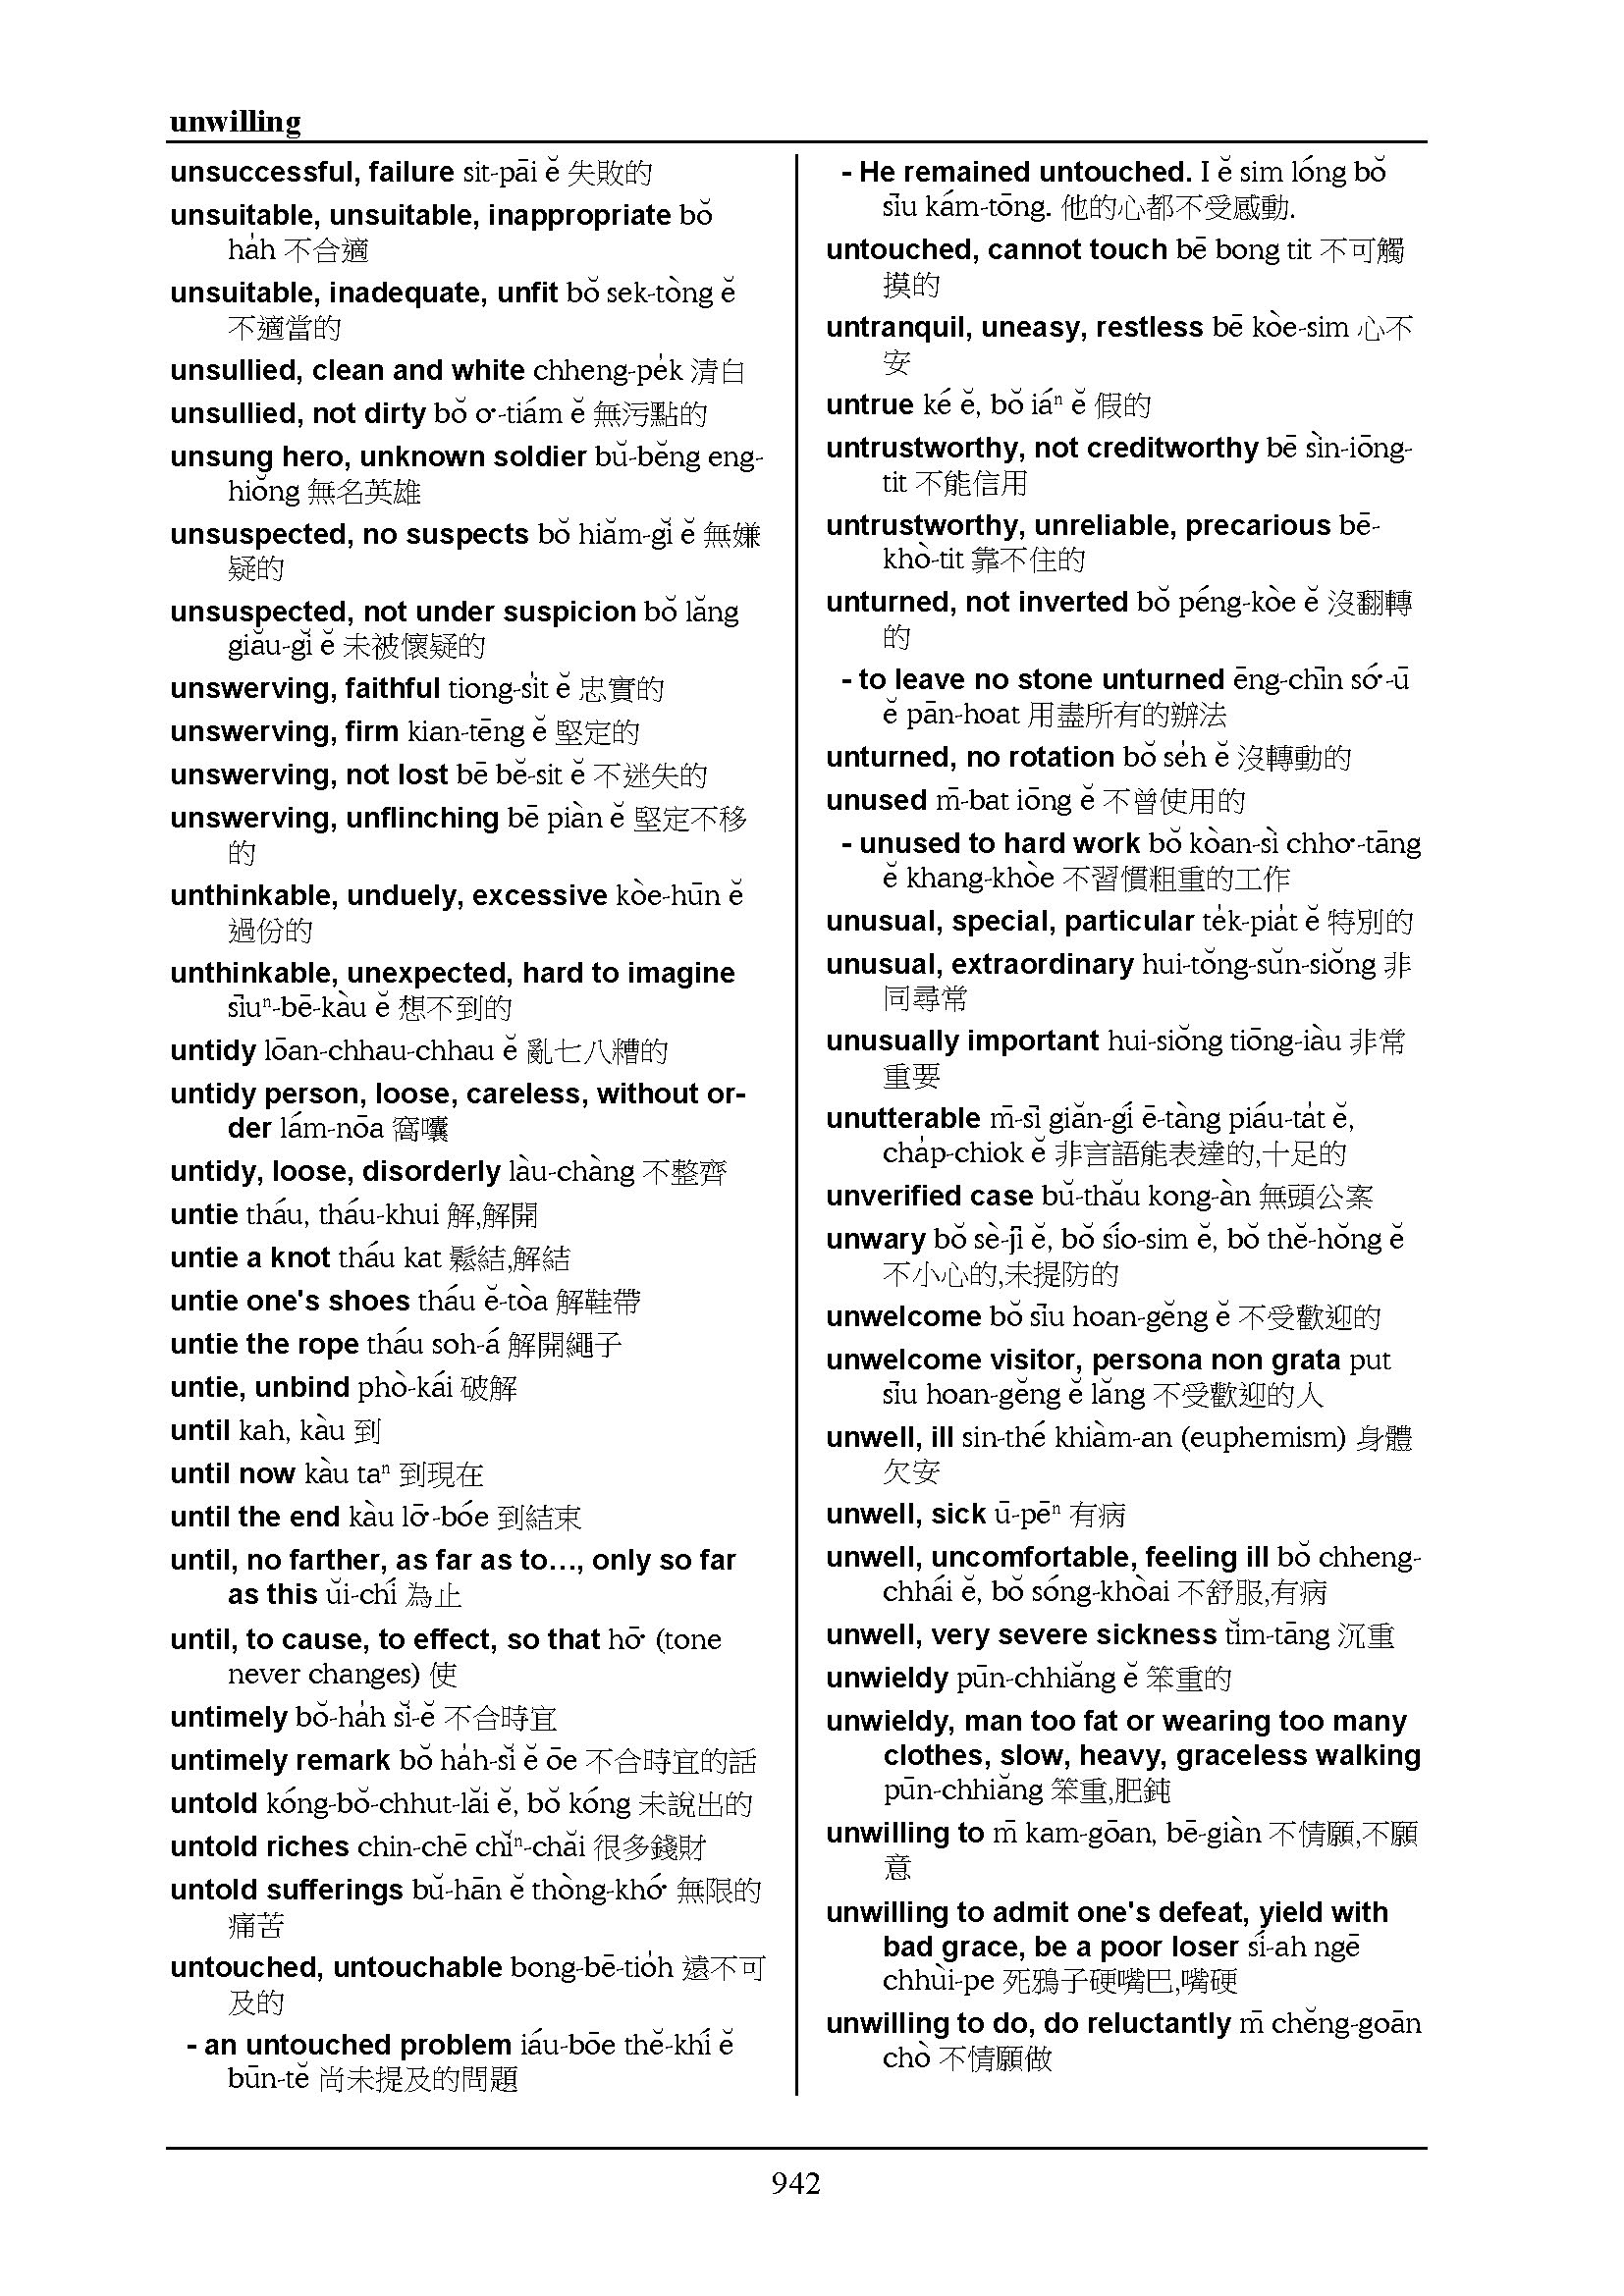 unwilling
unsuccessful, failure sit-pāi ĕ 失敗的
unsuitable, unsuitable, inappropriate bŏ
ha̍h 不合適
unsuitable, inadequate, unfit bŏ sek-tòng ĕ
不適當的
unsullied, clean and white chheng-pe̍k 清白
unsullied, not dirty bŏ o͘-tiám ĕ 無污點的
unsung hero, unknown soldier bŭ-bĕng eng-
hiŏng 無名英雄
unsuspected, no suspects bŏ hiăm-gĭ ĕ 無嫌
疑的
unsuspected, not under suspicion bŏ lăng
giău-gĭ ĕ 未被懷疑的
unswerving, faithful tiong-si̍t ĕ 忠實的
unswerving, firm kian-tēng ĕ 堅定的
unswerving, not lost bē bĕ-sit ĕ 不迷失的
unswerving, unflinching bē piàn ĕ 堅定不移
的
unthinkable, unduely, excessive kòe-hūn ĕ
過份的
unthinkable, unexpected, hard to imagine
sīuⁿ-bē-kàu ĕ 想不到的
untidy lōan-chhau-chhau ĕ 亂七八糟的
untidy person, loose, careless, without or-
der lám-nōa 窩囔
untidy, loose, disorderly làu-chàng 不整齊
untie tháu, tháu-khui 解,解開
untie a knot tháu kat 鬆結,解結
untie one's shoes tháu ĕ-tòa 解鞋帶
untie the rope tháu soh-á 解開繩子
untie, unbind phò-kái 破解
until kah, kàu 到
until now kàu taⁿ 到現在
until the end kàu lō͘-bóe 到結束
until, no farther, as far as to…, only so far
as this ŭi-chí 為止
until, to cause, to effect, so that hō͘ (tone
never changes) 使
untimely bŏ-ha̍h sĭ-ĕ 不合時宜
untimely remark bŏ ha̍h-sĭ ĕ ōe 不合時宜的話
untold kóng-bŏ-chhut-lăi ĕ, bŏ kóng 未說出的
untold riches chin-chē chĭⁿ-chăi 很多錢財
untold sufferings bŭ-hān ĕ thòng-khó͘ 無限的
痛苦
untouched, untouchable bong-bē-tio̍h 遠不可
及的
- an untouched problem iáu-bōe thĕ-khí ĕ
būn-tĕ 尚未提及的問題
- He remained untouched. I ĕ sim lóng bŏ
sīu kám-tōng. 他的心都不受感動.
untouched, cannot touch bē bong tit 不可觸
摸的
untranquil, uneasy, restless bē kòe-sim 心不
安
untrue ké ĕ, bŏ iáⁿ ĕ 假的
untrustworthy, not creditworthy bē sìn-iōng-
tit 不能信用
untrustworthy, unreliable, precarious bē-
khò-tit 靠不住的
unturned, not inverted bŏ péng-kòe ĕ 沒翻轉
的
- to leave no stone unturned ēng-chīn só͘-ū
ĕ pān-hoat 用盡所有的辦法
unturned, no rotation bŏ se̍h ĕ 沒轉動的
unused m̄-bat iōng ĕ 不曾使用的
- unused to hard work bŏ kòan-sì chho͘-tāng
ĕ khang-khòe 不習慣粗重的工作
unusual, special, particular te̍k-pia̍t ĕ 特別的
unusual, extraordinary hui-tŏng-sŭn-siŏng 非
同尋常
unusually important hui-siŏng tiōng-iàu 非常
重要
unutterable m̄-sī giăn-gí ē-tàng piáu-ta̍t ĕ,
cha̍p-chiok ĕ 非言語能表達的,十足的
unverified case bŭ-thău kong-àn 無頭公案
unwary bŏ sè-jī ĕ, bŏ sío-sim ĕ, bŏ thĕ-hŏng ĕ
不小心的,未提防的
unwelcome bŏ sīu hoan-gĕng ĕ 不受歡迎的
unwelcome visitor, persona non grata put
sīu hoan-gĕng ĕ lăng 不受歡迎的人
unwell, ill sin-thé khiàm-an (euphemism) 身體
欠安
unwell, sick ū-pēⁿ 有病
unwell, uncomfortable, feeling ill bŏ chheng-
chhái ĕ, bŏ sóng-khòai 不舒服,有病
unwell, very severe sickness tĭm-tāng 沉重
unwieldy pūn-chhiăng ĕ 笨重的
unwieldy, man too fat or wearing too many
clothes, slow, heavy, graceless walking
pūn-chhiăng 笨重,肥鈍
unwilling to m̄ kam-gōan, bē-giàn 不情願,不願
意
unwilling to admit one's defeat, yield with
bad grace, be a poor loser sí-ah ngē
chhùi-pe 死鴉子硬嘴巴,嘴硬
unwilling to do, do reluctantly m̄ chĕng-goān
chò 不情願做
942